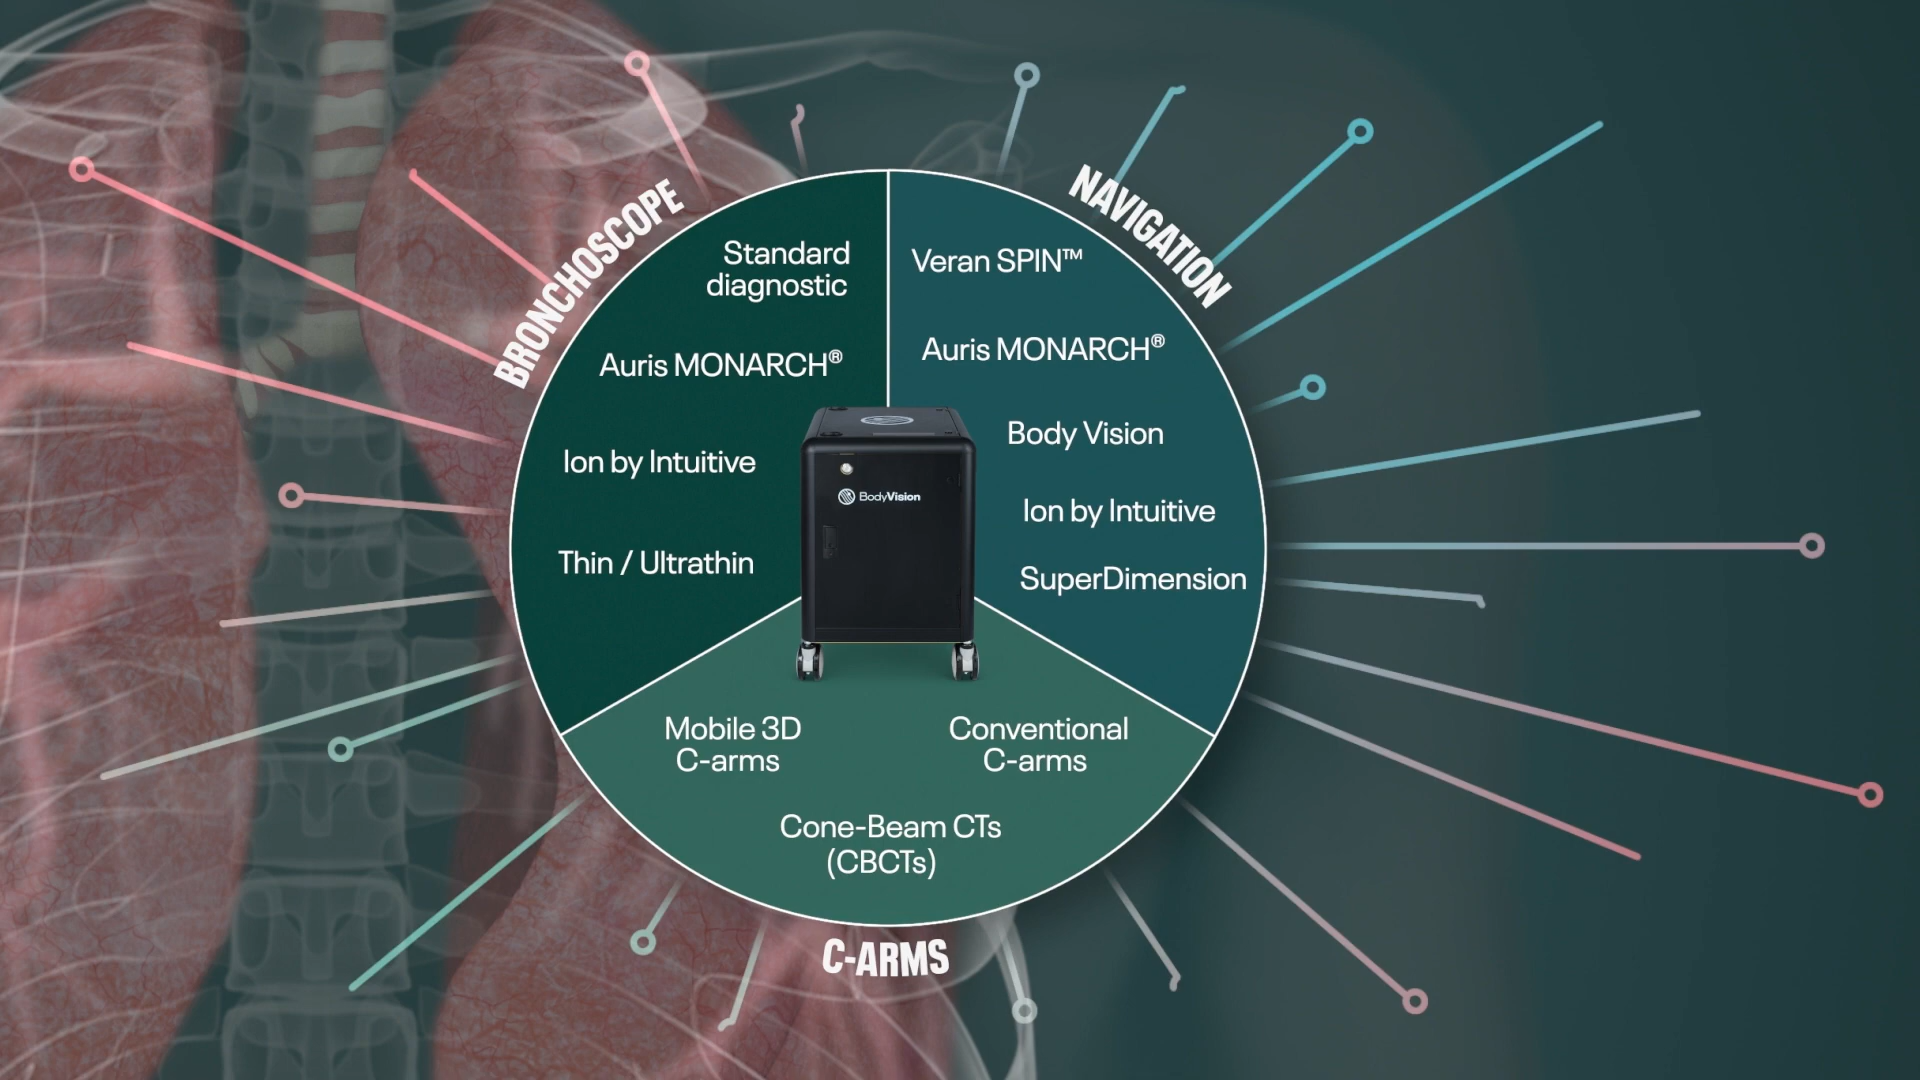 BRONCHOSCOPE
Standard
diagnostic
Auris MONARCH®
Ion by Intuitive
Thin / Ultrathin
NAVIGATION
Veran SPIN™
Auris MONARCH®
Body Vision
Ion by Intuitive
SuperDimension
BodyVision
Mobile 3D
C-arms
Conventional
C-arms
Cone-Beam CTs
(CBCTs)
C-ARMS